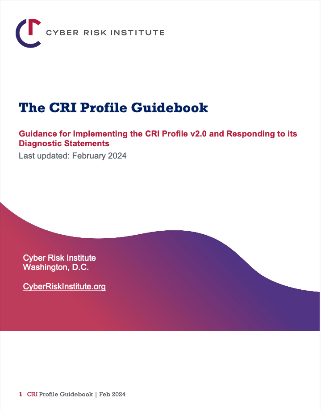 CYBER RISK INSTITUTE
The CRI Profile Guidebook
Guidance for Implementing the CRI Profile v2.0 and Responding to its
Diagnostic Statements
Last updated: February 2024
Cyber Risk Institute
Washington, D.C.
CyberRiskInstitute.org
1 CRI Profile Guidebook | Feb 2024